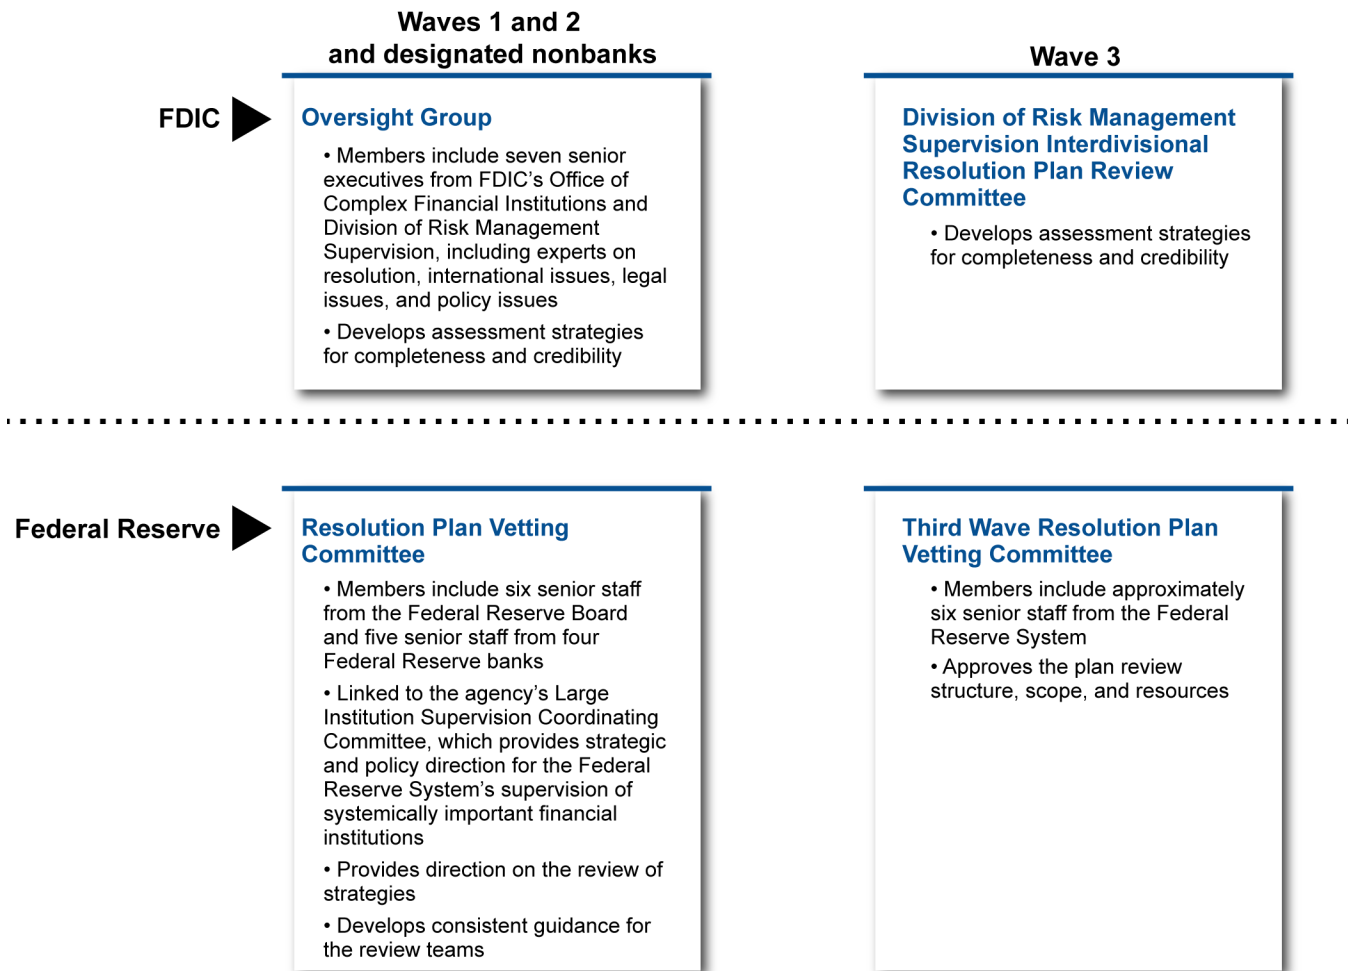 Waves 1 and 2
and designated nonbanks
Wave 3
FDIC
Oversight Group
• Members include seven senior
executives from FDIC's Office of
Complex Financial Institutions and
Division of Risk Management
Supervision, including experts on
resolution, international issues, legal
issues, and policy issues
• Develops assessment strategies
for completeness and credibility
Division of Risk Management
Supervision Interdivisional
Resolution Plan Review
Committee
• Develops assessment strategies
for completeness and credibility
Federal Reserve
Resolution Plan Vetting
Committee
• Members include six senior staff
from the Federal Reserve Board
and five senior staff from four
Federal Reserve banks
• Linked to the agency's Large
Institution Supervision Coordinating
Committee, which provides strategic
and policy direction for the Federal
Reserve System's supervision of
systemically important financial
institutions
• Provides direction on the review of
strategies
• Develops consistent guidance for
the review teams
Third Wave Resolution Plan
Vetting Committee
• Members include approximately
six senior staff from the Federal
Reserve System
• Approves the plan review
structure, scope, and resources